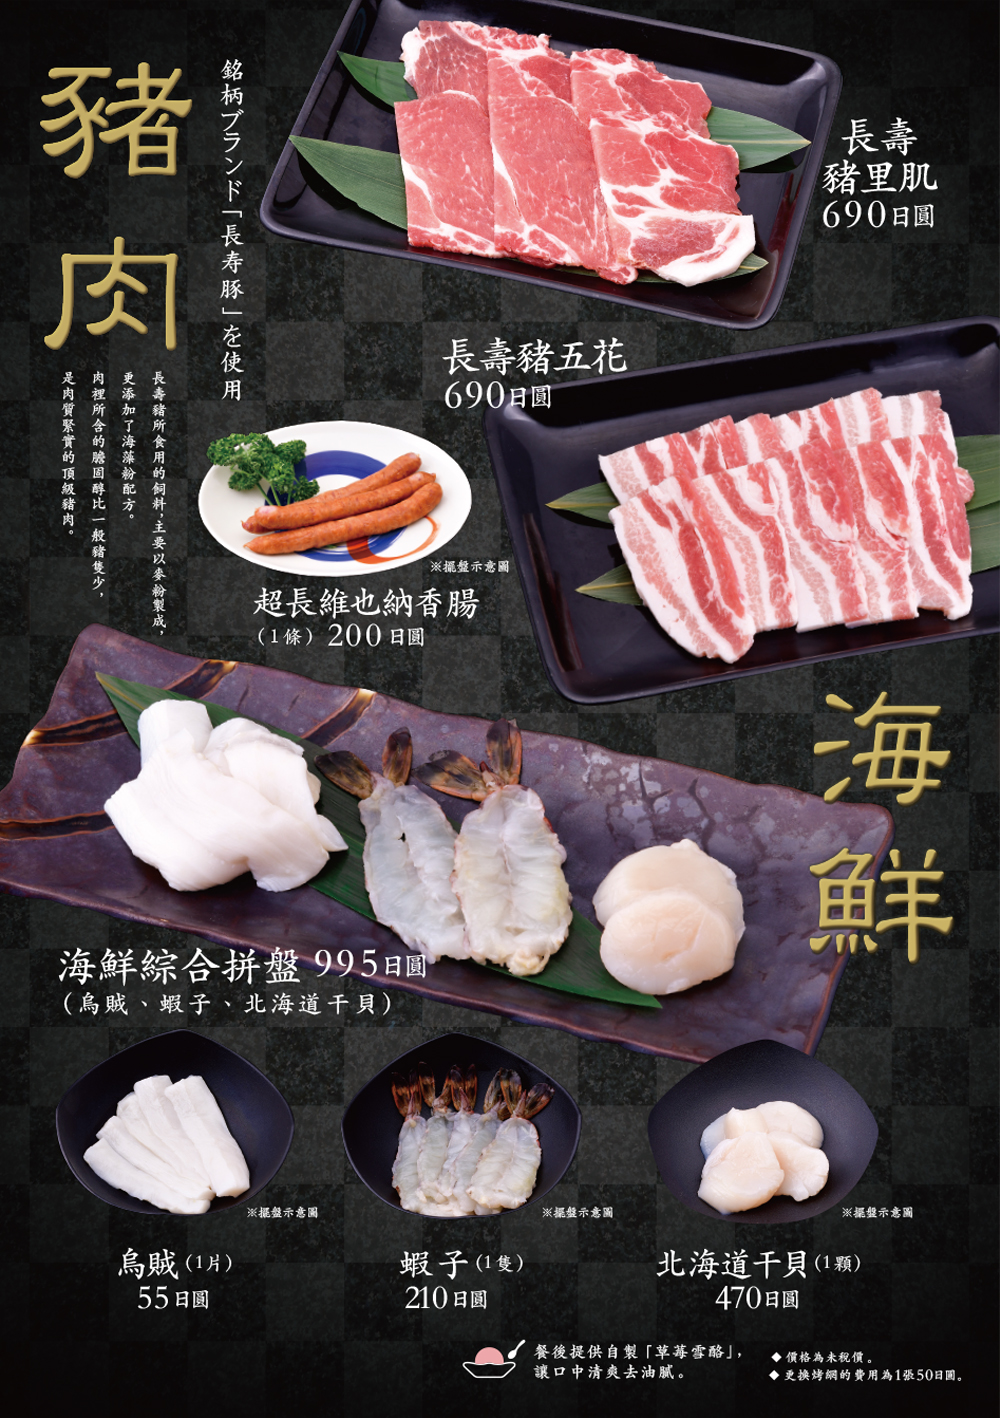 豬肉
銘柄ブランド「長寿豚」を使用
長壽豬所食用的飼料，主要以麥粉製成，
更添加了海藻粉配方。
肉裡所含的膽固醇比一般豬隻少，
是肉質緊實的頂級豬肉。
長壽
豬里肌
690日圓
長壽豬五花
690日圓
※擺盤示意圖
超長維也納香腸
（1條）200日圓
海鮮
海鮮綜合拼盤 995日圓
（烏賊、蝦子、北海道干貝）
※擺盤示意圖
烏賊（1片）
55日圓
※擺盤示意圖
蝦子（1隻）
210日圓
※擺盤示意圖
北海道干貝（1顆）
470日圓
餐後提供自製「草莓雪酪」，
讓口中清爽去油膩。
◆ 價格為未稅價。
◆ 更換烤網的費用為1張50日圓。